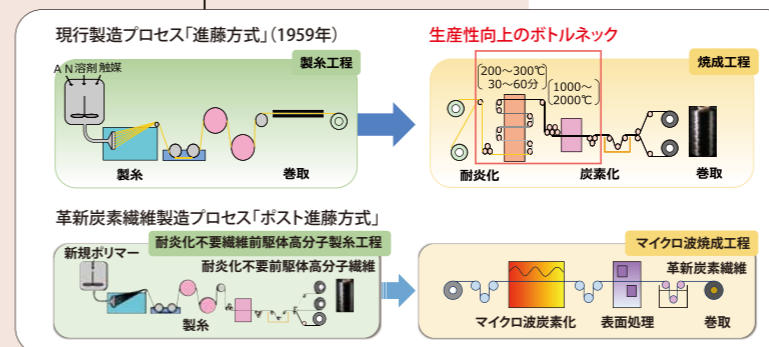 現行製造プロセス「進藤方式」(1959年)
生産性向上のボトルネック
製糸工程
AN溶剤触媒
製糸
巻取
焼成工程
200〜300℃
30〜60分
1000〜
2000℃
耐炎化
炭素化
巻取
革新炭素繊維製造プロセス「ポスト進藤方式」
耐炎化不要繊維前駆体高分子製糸工程
新規ポリマー
耐炎化不要前駆体高分子繊維
製糸
マイクロ波焼成工程
革新炭素繊維
マイクロ波炭素化
表面処理
巻取